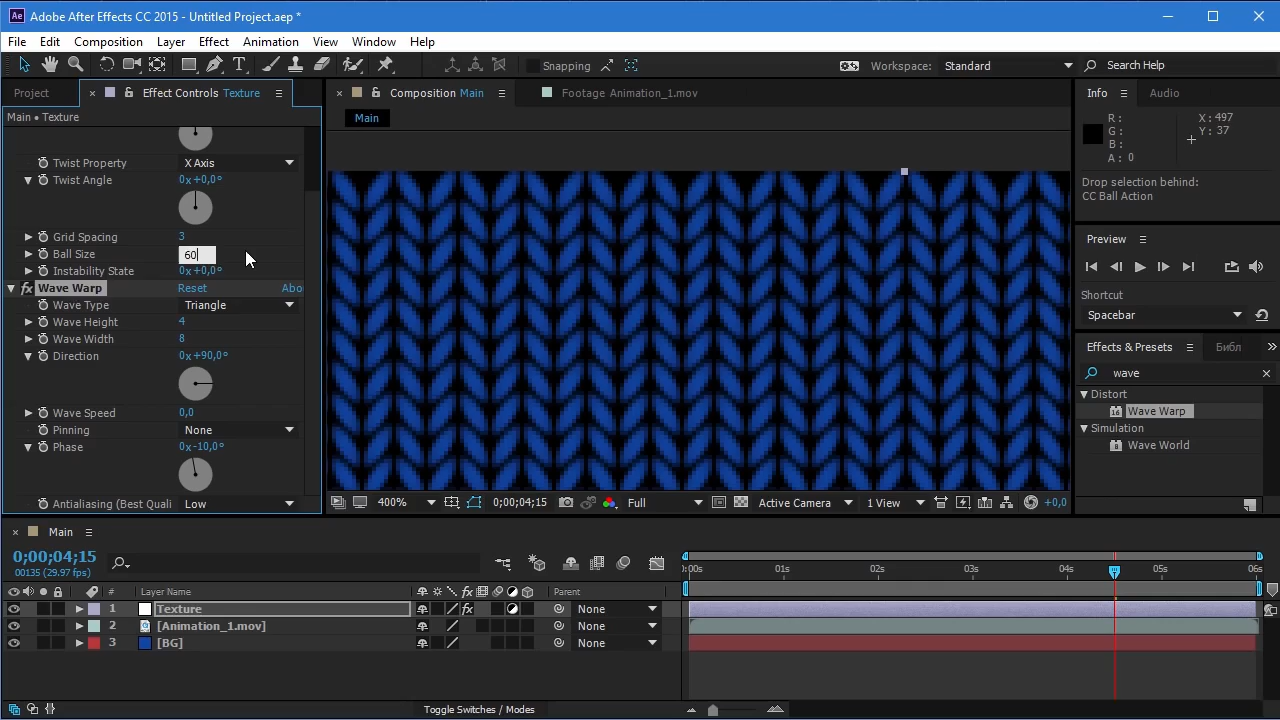 Ae Adobe After Effects CC 2015 - Untitled Project.aep *
File Edit Composition Layer Effect Animation View Window Help
Snapping
Workspace: Standard
Search Help
Project
Effect Controls Texture
Composition Main
Footage Animation_1.mov
Info
Audio
Main • Texture
Main
R :
G :
B :
A : 0
X : 497
Y : 37
Drop selection behind:
CC Ball Action
Twist Property X Axis
Twist Angle 0x+0,0°
Grid Spacing 3
Ball Size 60
Instability State 0x+0,0°
fx Wave Warp Reset Abo
Wave Type Triangle
Wave Height 4
Wave Width 8
Direction 0x+90,0°
Wave Speed 0,0
Pinning None
Phase 0x-10,0°
Antialiasing (Best Quali Low
Preview
Shortcut
Spacebar
Effects & Presets
Библ
wave
Distort
16 Wave Warp
Simulation
8 Wave World
400% 0;00;04;15 Full Active Camera 1 View +0,0
Main
0;00;04;15
00135 (29.97 fps)
# Layer Name fx Parent
1 Texture fx None
2 [Animation_1.mov] None
3 [BG] None
):00s 01s 02s 03s 04s 05s 06s
Toggle Switches / Modes